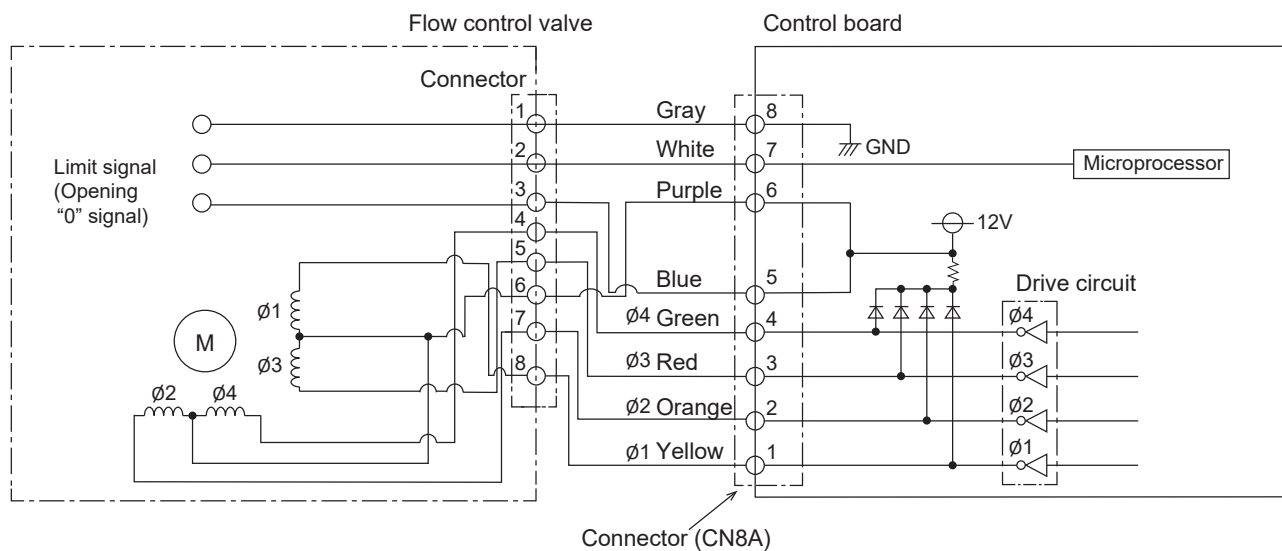 Flow control valve
Control board
Connector
1
Gray
8
GND
2
White
7
Microprocessor
Limit signal
(Opening
“0” signal)
3
Purple
6
4
12V
5
Blue
5
Drive circuit
6
ø1
ø4 Green
4
ø4
7
M
ø3
ø3 Red
3
ø3
8
ø2
ø4
ø2 Orange
2
ø2
ø1 Yellow
1
ø1
Connector (CN8A)